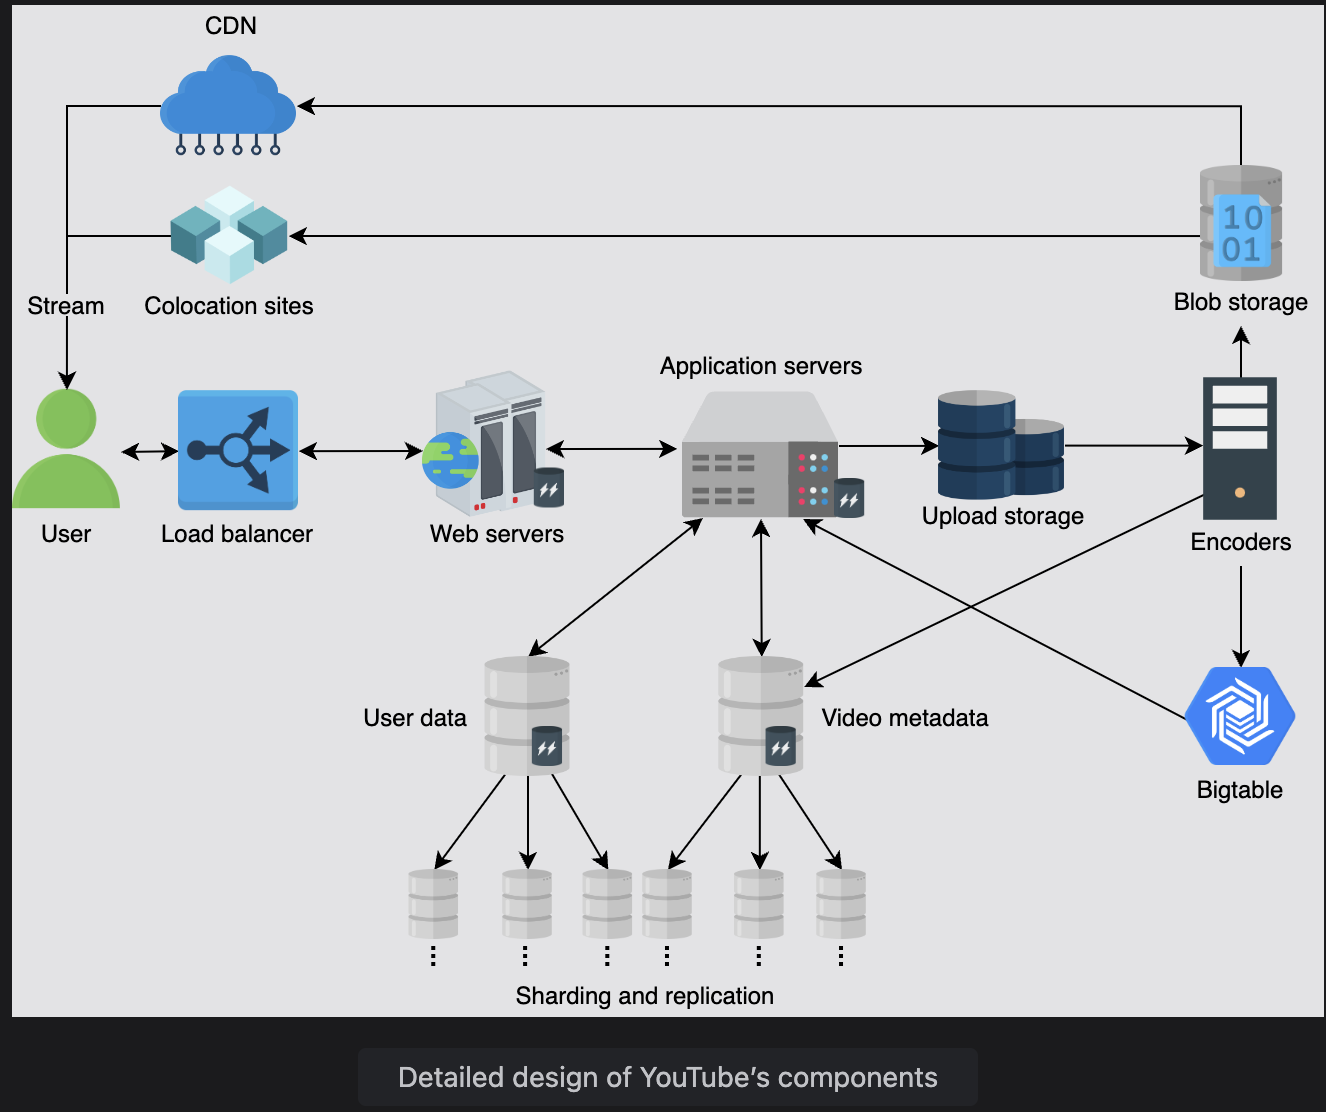 CDN
Stream
Colocation sites
Blob storage
10
01
Application servers
User
Load balancer
Web servers
Upload storage
Encoders
User data
Video metadata
Bigtable
Sharding and replication
Detailed design of YouTube’s components